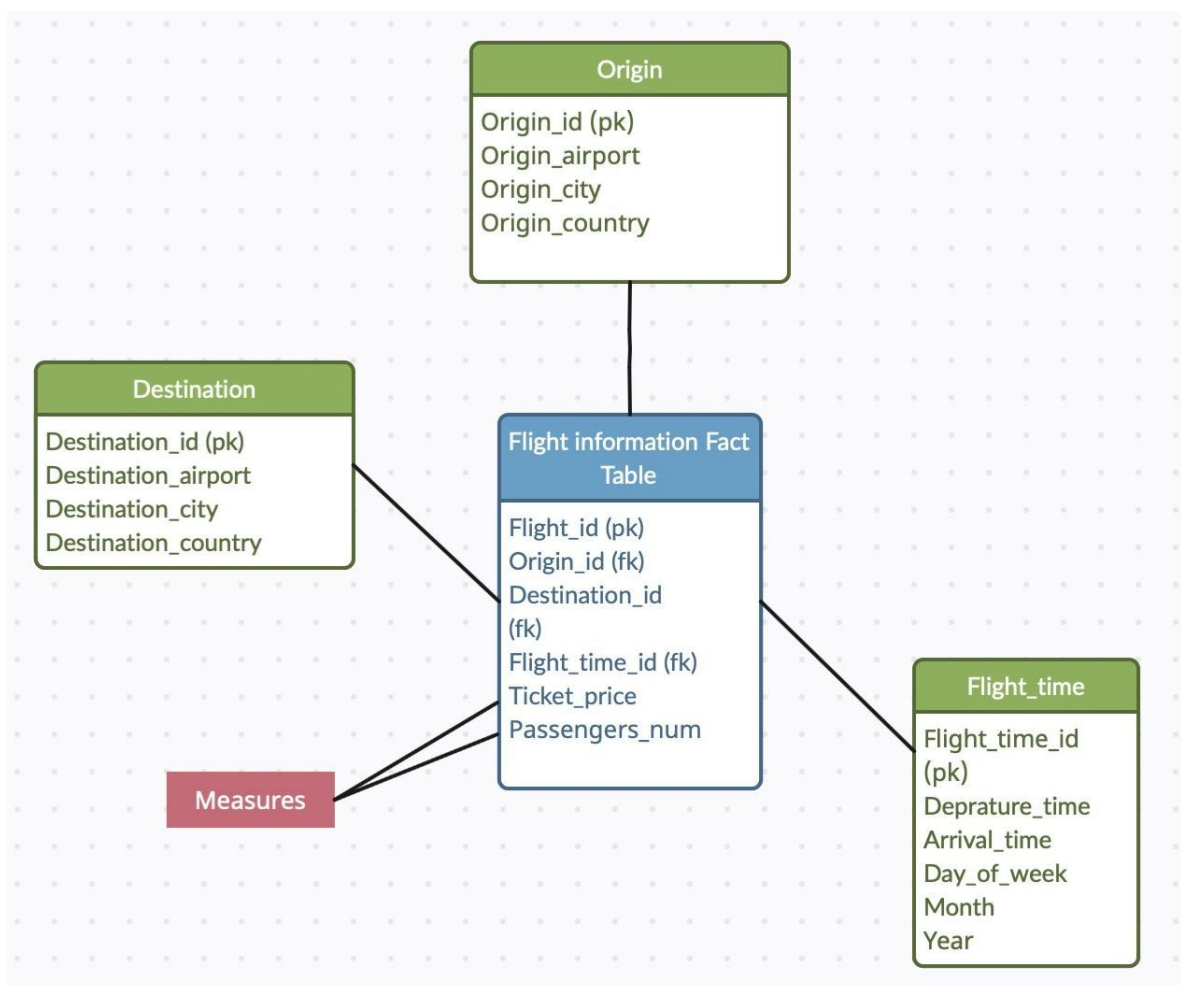 Origin
Origin_id (pk)
Origin_airport
Origin_city
Origin_country
Destination
Destination_id (pk)
Destination_airport
Destination_city
Destination_country
Flight information Fact
Table
Flight_id (pk)
Origin_id (fk)
Destination_id
(fk)
Flight_time_id (fk)
Ticket_price
Passengers_num
Measures
Flight_time
Flight_time_id
(pk)
Deprature_time
Arrival_time
Day_of_week
Month
Year